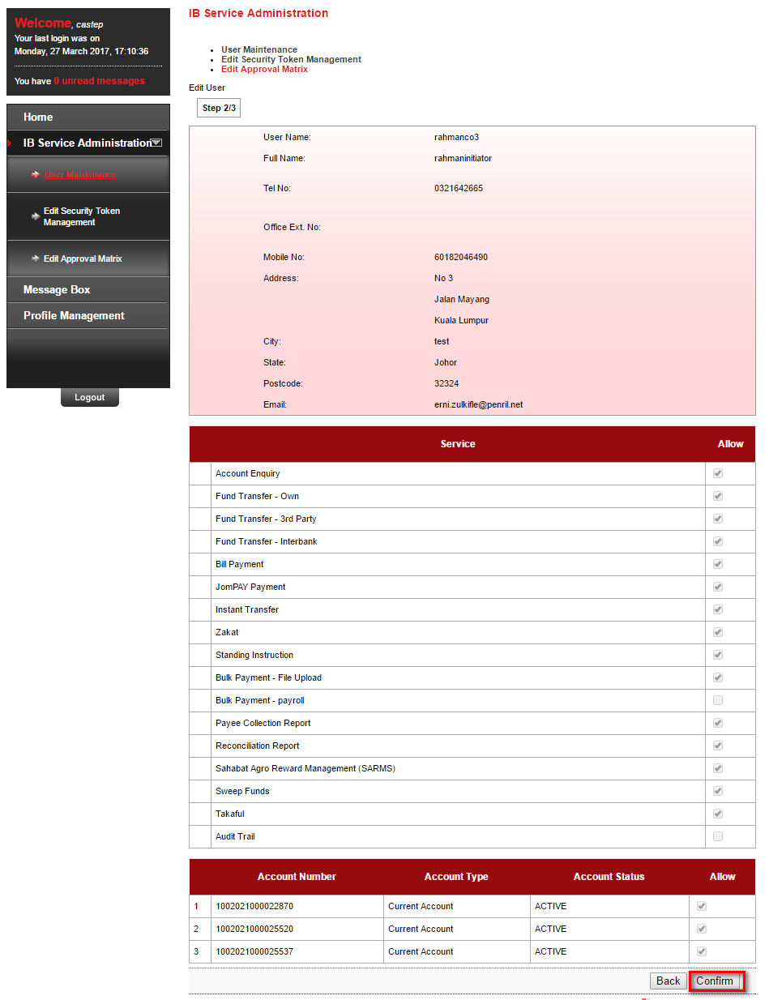 Welcome, castep
Your last login was on
Monday, 27 March 2017, 17:10:36
You have 0 unread messages
Home
IB Service Administration
User Maintenance
Edit Security Token
Management
Edit Approval Matrix
Message Box
Profile Management
Logout
IB Service Administration
User Maintenance
Edit Security Token Management
Edit Approval Matrix
Edit User
Step 2/3
User Name: rahmanco3
Full Name: rahmaninitiator
Tel No: 0321642665
Office Ext. No:
Mobile No: 60182046490
Address: No 3
Jalan Mayang
Kuala Lumpur
City: test
State: Johor
Postcode: 32324
Email: erni.zulkifle@penril.net
Service Allow
Account Enquiry
Fund Transfer - Own
Fund Transfer - 3rd Party
Fund Transfer - Interbank
Bill Payment
JomPAY Payment
Instant Transfer
Zakat
Standing Instruction
Bulk Payment - File Upload
Bulk Payment - payroll
Payee Collection Report
Reconciliation Report
Sahabat Agro Reward Management (SARMS)
Sweep Funds
Takaful
Audit Trail
Account Number Account Type Account Status Allow
1 1002021000022870 Current Account ACTIVE
2 1002021000025520 Current Account ACTIVE
3 1002021000025537 Current Account ACTIVE
Back Confirm